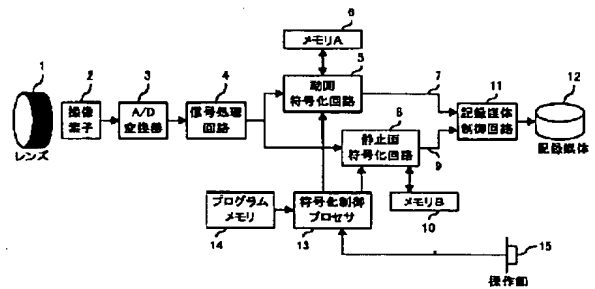 6
メモリA
1
2
3
4
5
7
11
12
動画
符号化回路
撮像
素子
A/D
変換器
信号処理
回路
記録媒体
制御回路
8
静止画
符号化回路
9
レンズ
記録媒体
プログラム
メモリ
符号化制御
プロセサ
メモリB
14
13
10
15
操作部